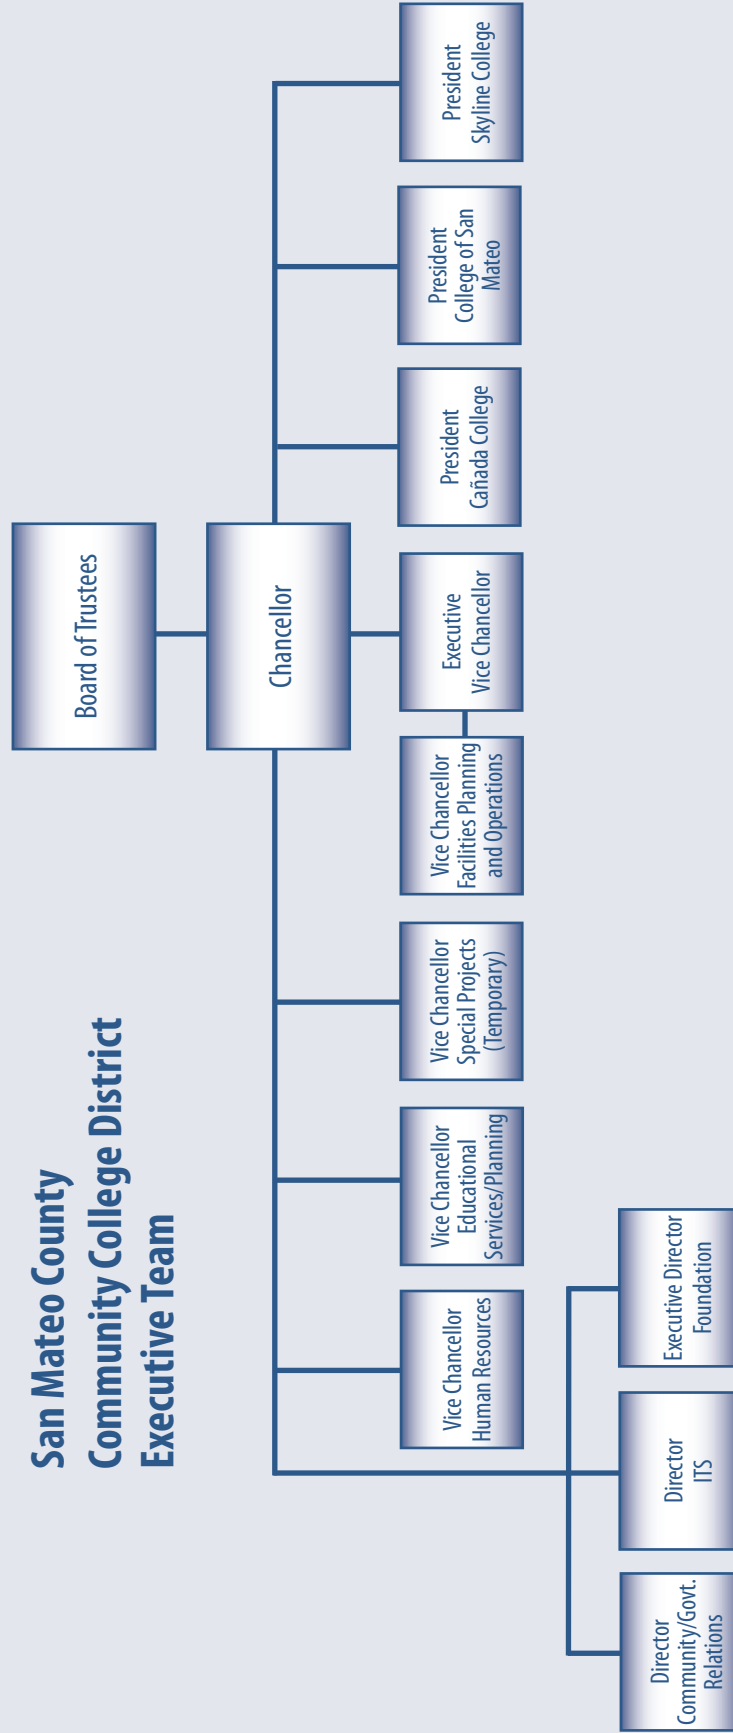 San Mateo County
Community College District
Executive Team
Board of Trustees
Chancellor
Vice Chancellor
Human Resources
Vice Chancellor
Educational
Services/Planning
Vice Chancellor
Special Projects
(Temporary)
Vice Chancellor
Facilities Planning
and Operations
Executive
Vice Chancellor
President
Cañada College
President
College of San
Mateo
President
Skyline College
Director
Community/Govt.
Relations
Director
ITS
Executive Director
Foundation